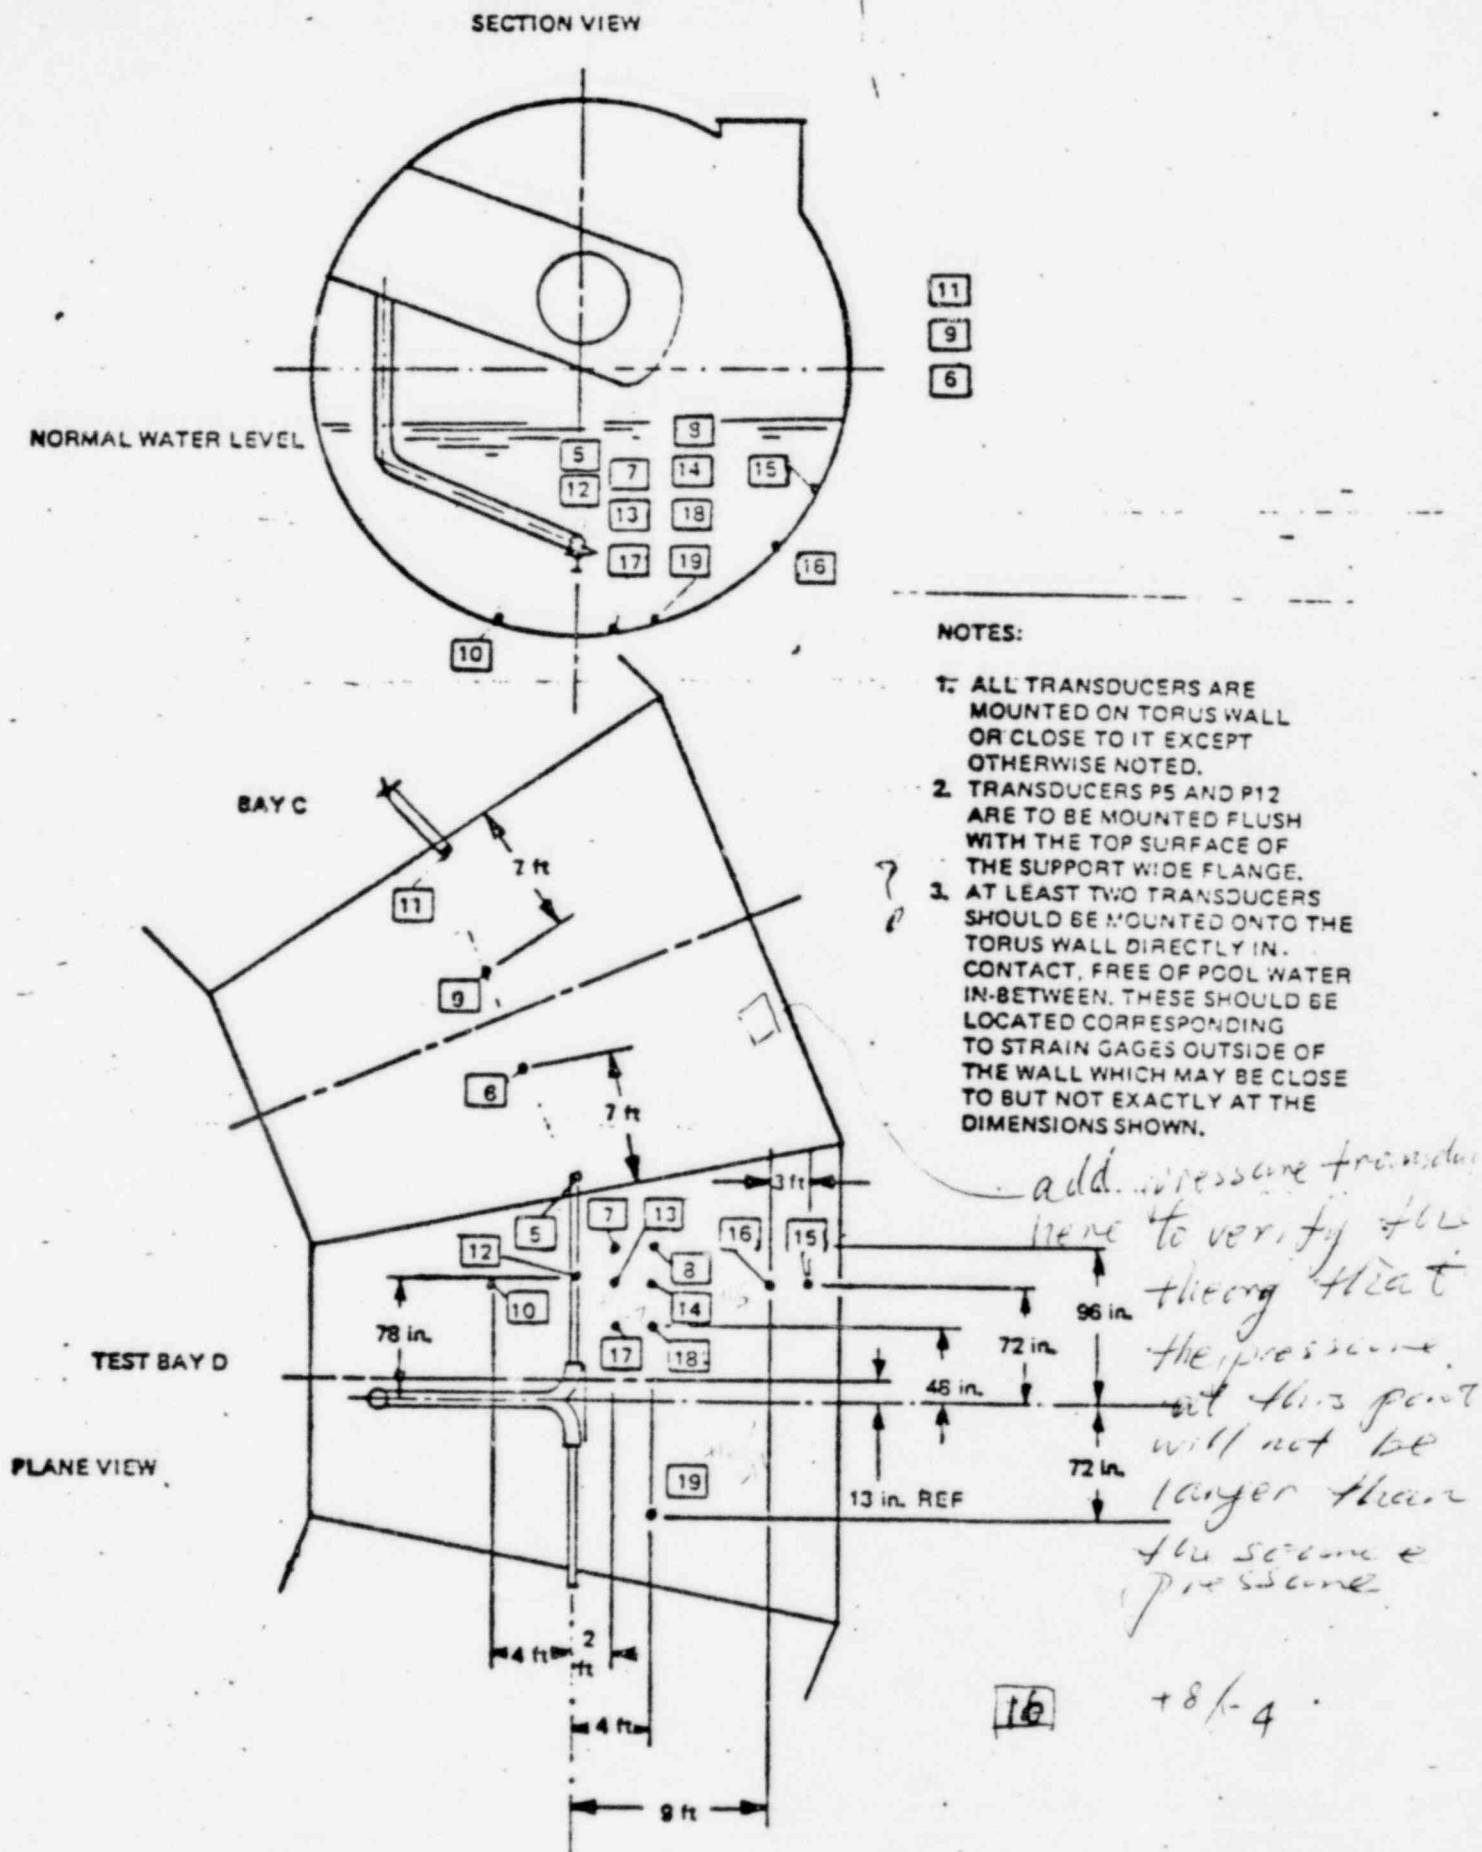 SECTION VIEW
11
9
6
NORMAL WATER LEVEL
5
9
7
14
15
12
13
18
17
19
16
10
NOTES:
1. ALL TRANSDUCERS ARE
MOUNTED ON TORUS WALL
OR CLOSE TO IT EXCEPT
OTHERWISE NOTED.
2. TRANSDUCERS P5 AND P12
ARE TO BE MOUNTED FLUSH
WITH THE TOP SURFACE OF
THE SUPPORT WIDE FLANGE.
?
3. AT LEAST TWO TRANSDUCERS
SHOULD BE MOUNTED ONTO THE
TORUS WALL DIRECTLY IN.
CONTACT, FREE OF POOL WATER
IN-BETWEEN. THESE SHOULD BE
LOCATED CORRESPONDING
TO STRAIN GAGES OUTSIDE OF
THE WALL WHICH MAY BE CLOSE
TO BUT NOT EXACTLY AT THE
DIMENSIONS SHOWN.
BAY C
7 ft
11
9
6
7 ft
add pressure
here to verify the
theory that
the pressure
at this point
will not be
larger than
the
pressure
3 ft
5
7
13
16
15
12
8
10
14
17
18
78 in.
96 in.
72 in.
46 in.
TEST BAY D
PLANE VIEW
72 in.
19
13 in. REF
4 ft
2
ft
4 ft
9 ft
16
+8/-4